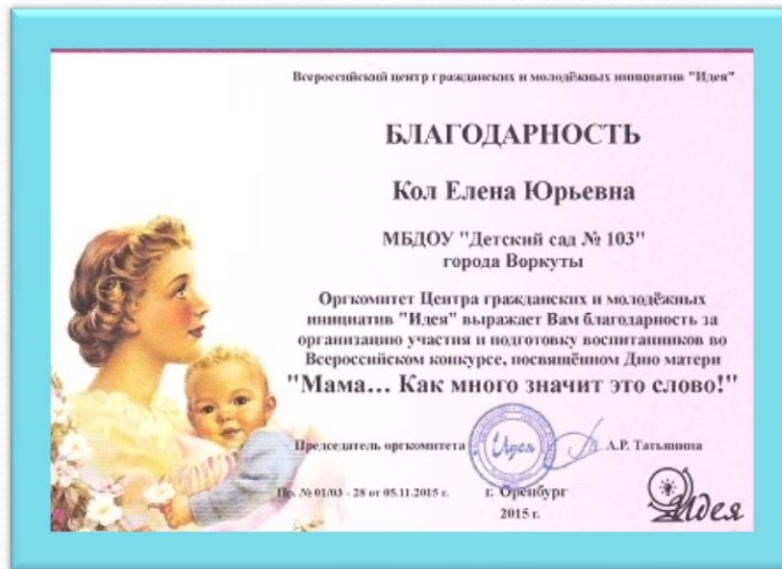 Всероссийский центр гражданских и молодёжных инициатив "Идея"
БЛАГОДАРНОСТЬ
Кол Елена Юрьевна
МБДОУ "Детский сад № 103"
города Воркуты
Оргкомитет Центра гражданских и молодёжных
инициатив "Идея" выражает Вам благодарность за
организацию участия и подготовку воспитанников во
Всероссийском конкурсе, посвящённом Дню матери
"Мама… Как много значит это слово!"
Председатель оргкомитета
Идея
А.Р. Татьянина
Пр. № 01/03 - 28 от 05.11.2015 г.
г. Оренбург
2015 г.
Идея